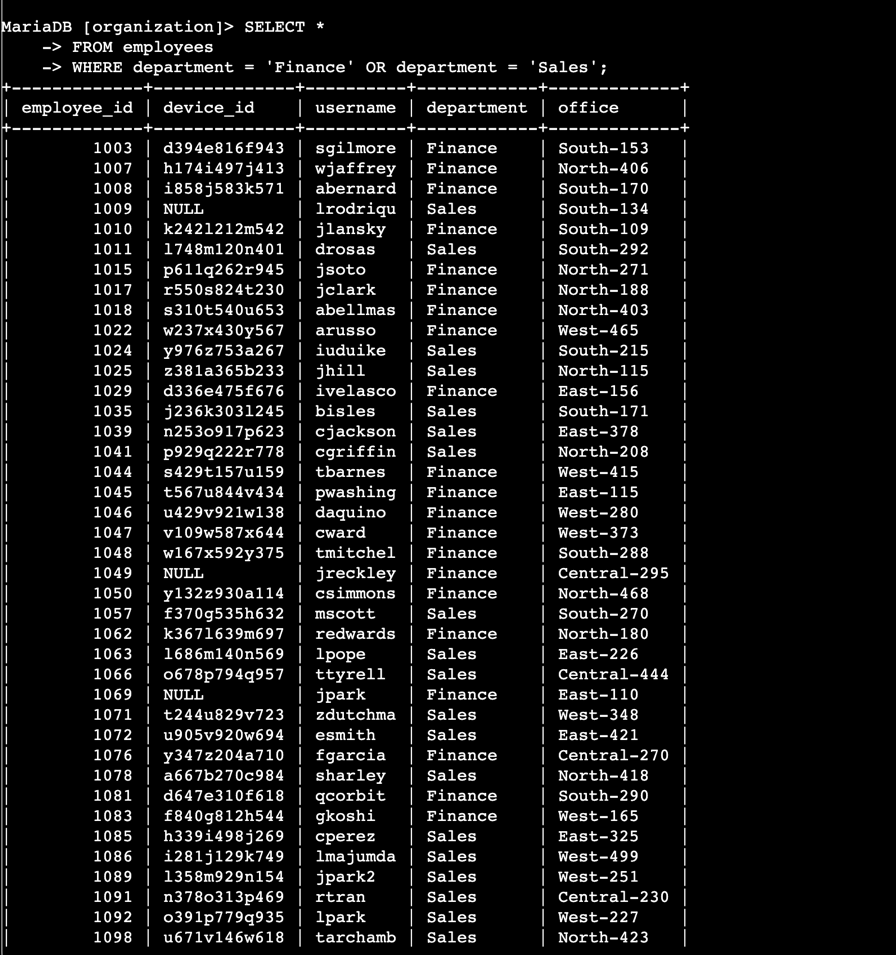 MariaDB [organization]> SELECT *
    -> FROM employees
    -> WHERE department = 'Finance' OR department = 'Sales';
+-------------+--------------+----------+------------+-------------+
| employee_id | device_id    | username | department | office      |
+-------------+--------------+----------+------------+-------------+
|        1003 | d394e816f943 | sgilmore | Finance    | South-153   |
|        1007 | h174i497j413 | wjaffrey | Finance    | North-406   |
|        1008 | i858j583k571 | abernard | Finance    | South-170   |
|        1009 | NULL         | lrodriqu | Sales      | South-134   |
|        1010 | k242l212m542 | jlansky  | Finance    | South-109   |
|        1011 | l748m120n401 | drosas   | Sales      | South-292   |
|        1015 | p611q262r945 | jsoto    | Finance    | North-271   |
|        1017 | r550s824t230 | jclark   | Finance    | North-188   |
|        1018 | s310t540u653 | abellmas | Finance    | North-403   |
|        1022 | w237x430y567 | arusso   | Finance    | West-465    |
|        1024 | y976z753a267 | iuduike  | Sales      | South-215   |
|        1025 | z381a365b233 | jhill    | Sales      | North-115   |
|        1029 | d336e475f676 | ivelasco | Finance    | East-156    |
|        1035 | j236k303l245 | bisles   | Sales      | South-171   |
|        1039 | n253o917p623 | cjackson | Sales      | East-378    |
|        1041 | p929q222r778 | cgriffin | Sales      | North-208   |
|        1044 | s429t157u159 | tbarnes  | Finance    | West-415    |
|        1045 | t567u844v434 | pwashing | Finance    | East-115    |
|        1046 | u429v921w138 | daquino  | Finance    | West-280    |
|        1047 | v109w587x644 | cward    | Finance    | West-373    |
|        1048 | w167x592y375 | tmitchel | Finance    | South-288   |
|        1049 | NULL         | jreckley | Finance    | Central-295 |
|        1050 | y132z930a114 | csimmons | Finance    | North-468   |
|        1057 | f370g535h632 | mscott   | Sales      | South-270   |
|        1062 | k367l639m697 | redwards | Finance    | North-180   |
|        1063 | l686m140n569 | lpope    | Sales      | East-226    |
|        1066 | o678p794q957 | ttyrell  | Sales      | Central-444 |
|        1069 | NULL         | jpark    | Finance    | East-110    |
|        1071 | t244u829v723 | zdutchma | Sales      | West-348    |
|        1072 | u905v920w694 | esmith   | Sales      | East-421    |
|        1076 | y347z204a710 | fgarcia  | Finance    | Central-270 |
|        1078 | a667b270c984 | sharley  | Sales      | North-418   |
|        1081 | d647e310f618 | qcorbit  | Finance    | South-290   |
|        1083 | f840g812h544 | gkoshi   | Finance    | West-165    |
|        1085 | h339i498j269 | cperez   | Sales      | East-325    |
|        1086 | i281j129k749 | lmajumda | Sales      | West-499    |
|        1089 | l358m929n154 | jpark2   | Sales      | West-251    |
|        1091 | n378o313p469 | rtran    | Sales      | Central-230 |
|        1092 | o391p779q935 | lpark    | Sales      | West-227    |
|        1098 | u671v146w618 | tarchamb | Sales      | North-423   |